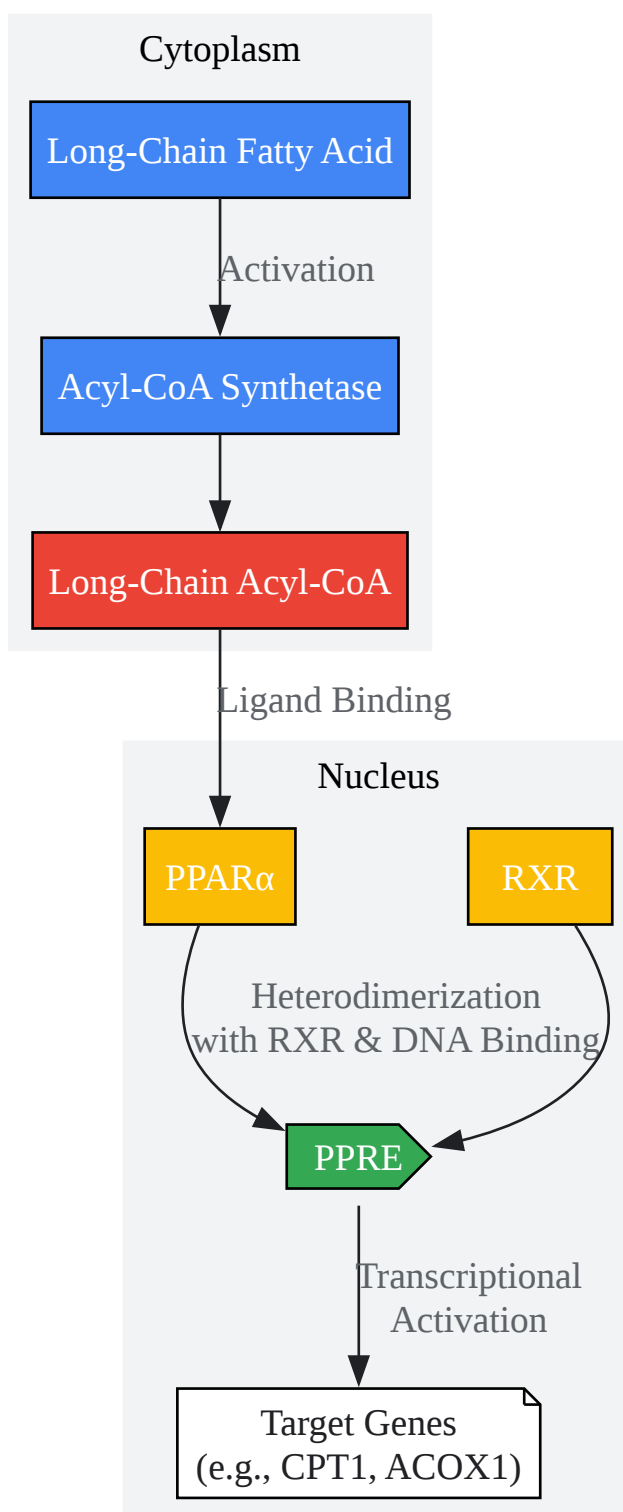 Cytoplasm
Long-Chain Fatty Acid
Activation
Acyl-CoA Synthetase
Long-Chain Acyl-CoA
Ligand Binding
Nucleus
PPARα
RXR
Heterodimerization
with RXR & DNA Binding
PPRE
Transcriptional
Activation
Target Genes
(e.g., CPT1, ACOX1)